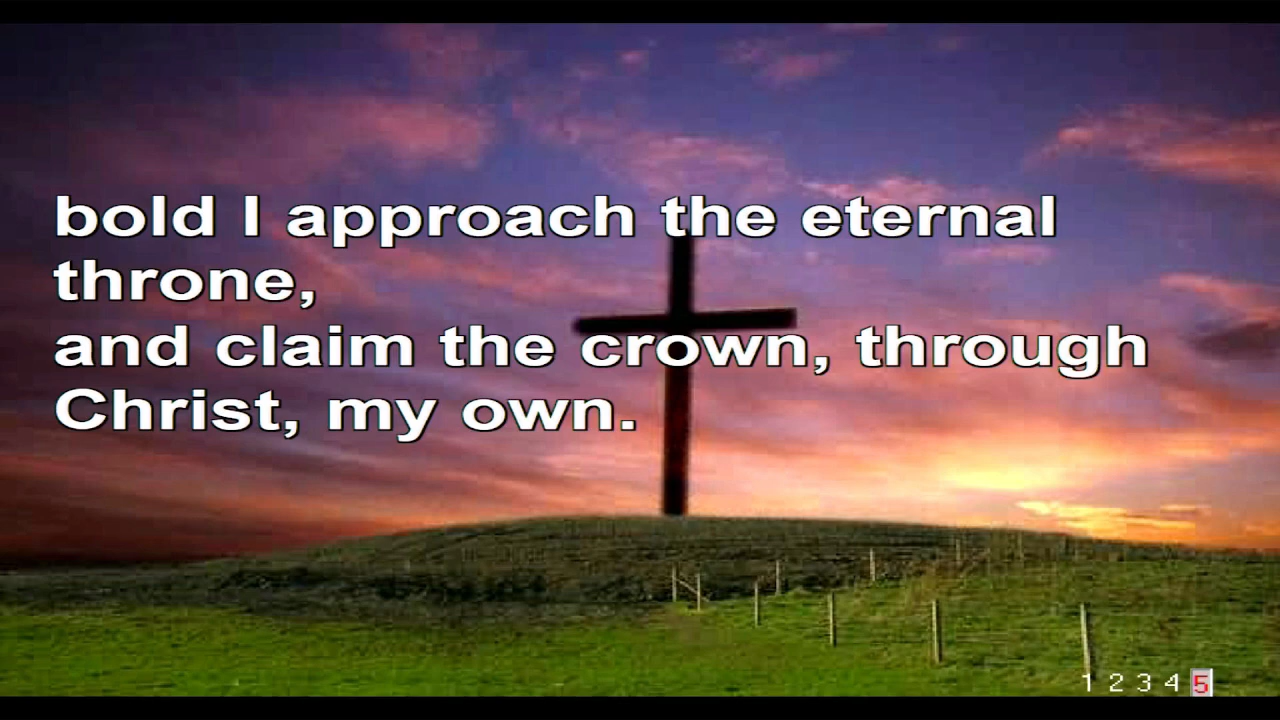 bold I approach the eternal
throne,
and claim the crown, through
Christ, my own.
1 2 3 4 5